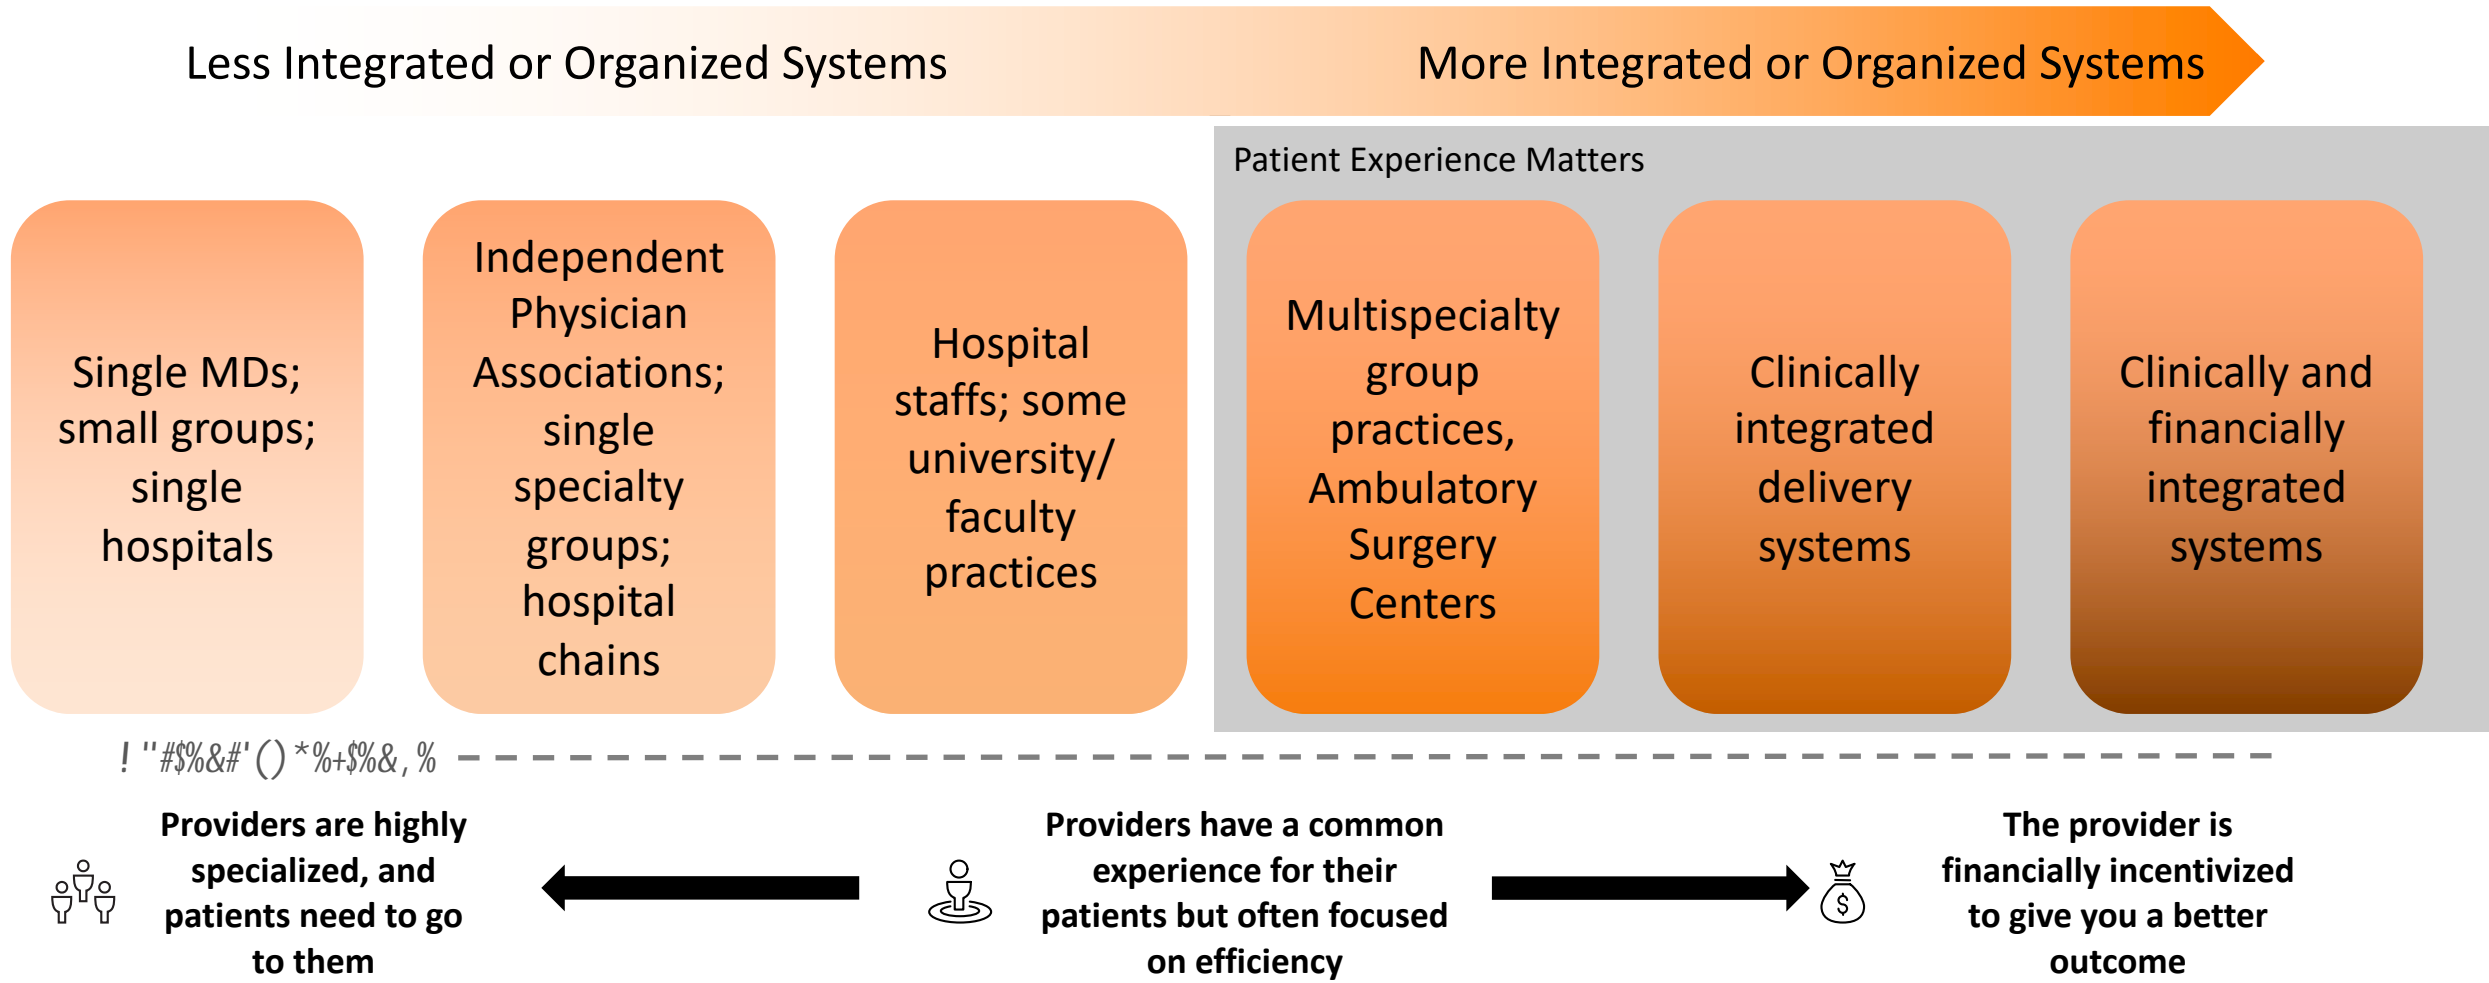 Less Integrated or Organized Systems
More Integrated or Organized Systems
Patient Experience Matters
Single MDs;
small groups;
single
hospitals
Independent
Physician
Associations;
single
specialty
groups;
hospital
chains
Hospital
staffs; some
university/
faculty
practices
Multispecialty
group
practices,
Ambulatory
Surgery
Centers
Clinically
integrated
delivery
systems
Clinically and
financially
integrated
systems
! "#$%&#'()*%+$%&,%
Providers are highly
specialized, and
patients need to go
to them
Providers have a common
experience for their
patients but often focused
on efficiency
$
The provider is
financially incentivized
to give you a better
outcome